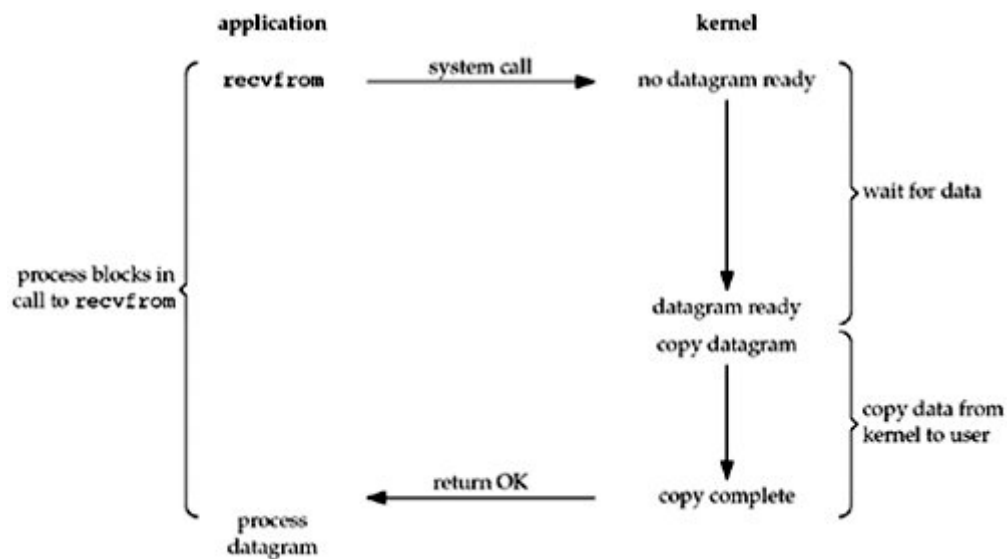 application
kernel
recvfrom
system call
no datagram ready
wait for data
process blocks in
call to recvfrom
datagram ready
copy datagram
copy data from
kernel to user
return OK
copy complete
process
datagram